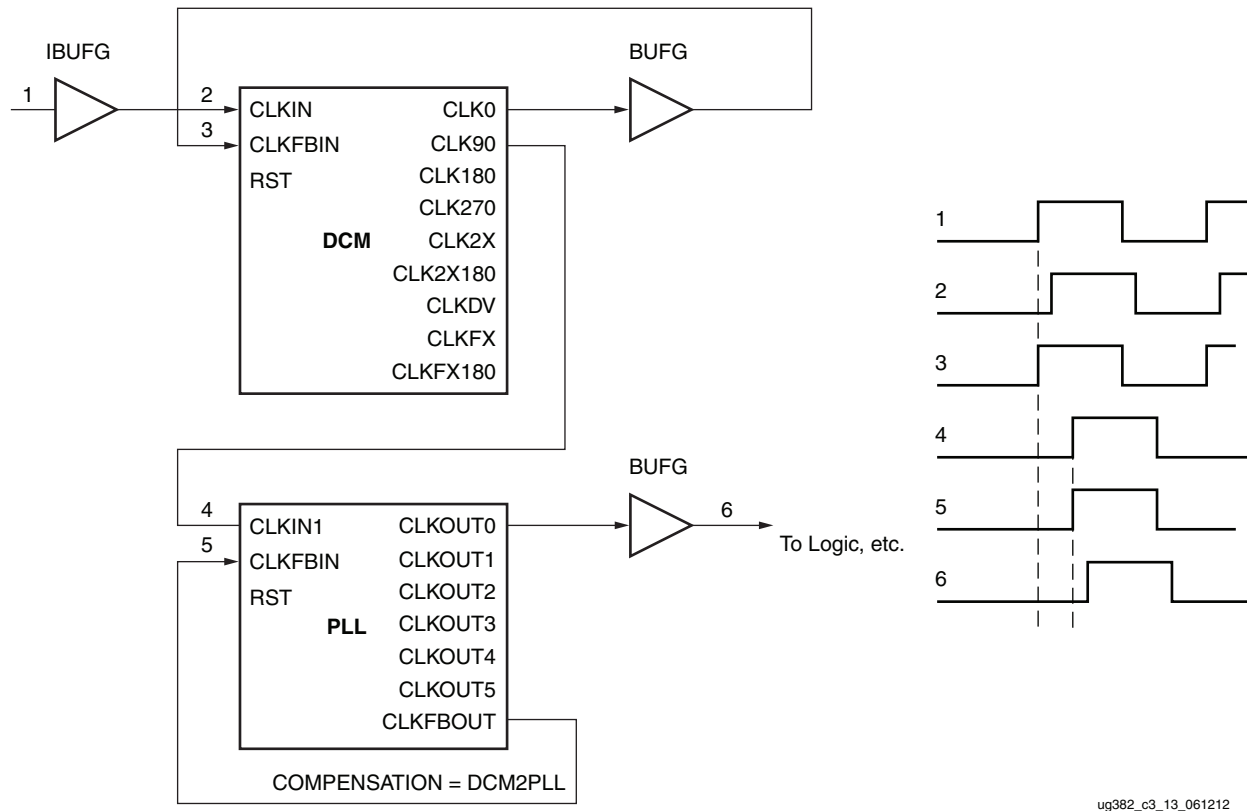 IBUFG
BUFG
1
2
CLKIN
CLK0
3
CLKFBIN
CLK90
RST
CLK180
CLK270
DCM
CLK2X
CLK2X180
CLKDV
CLKFX
CLKFX180
BUFG
4
CLKIN1
CLKOUT0
6
To Logic, etc.
5
CLKFBIN
CLKOUT1
RST
CLKOUT2
PLL
CLKOUT3
CLKOUT4
CLKOUT5
CLKFBOUT
COMPENSATION = DCM2PLL
1
2
3
4
5
6
ug382_c3_13_061212